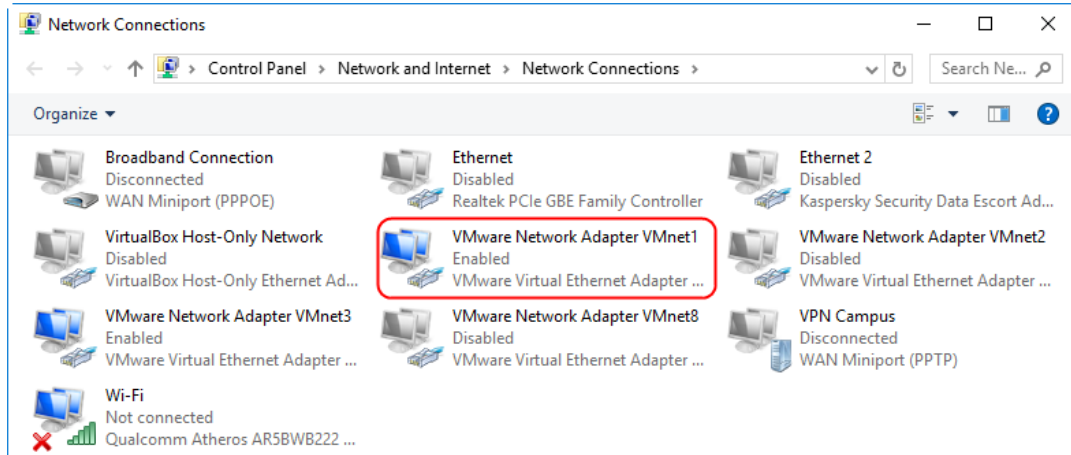 Network Connections
Control Panel > Network and Internet > Network Connections >
Search Ne...
Organize
Broadband Connection
Disconnected
WAN Miniport (PPPOE)
Ethernet
Disabled
Realtek PCIe GBE Family Controller
Ethernet 2
Disabled
Kaspersky Security Data Escort Ad...
VirtualBox Host-Only Network
Disabled
VirtualBox Host-Only Ethernet Ad...
VMware Network Adapter VMnet1
Enabled
VMware Virtual Ethernet Adapter ...
VMware Network Adapter VMnet2
Disabled
VMware Virtual Ethernet Adapter ...
VMware Network Adapter VMnet3
Enabled
VMware Virtual Ethernet Adapter ...
VMware Network Adapter VMnet8
Disabled
VMware Virtual Ethernet Adapter ...
VPN Campus
Disconnected
WAN Miniport (PPTP)
Wi-Fi
Not connected
Qualcomm Atheros AR5BWB222 ...